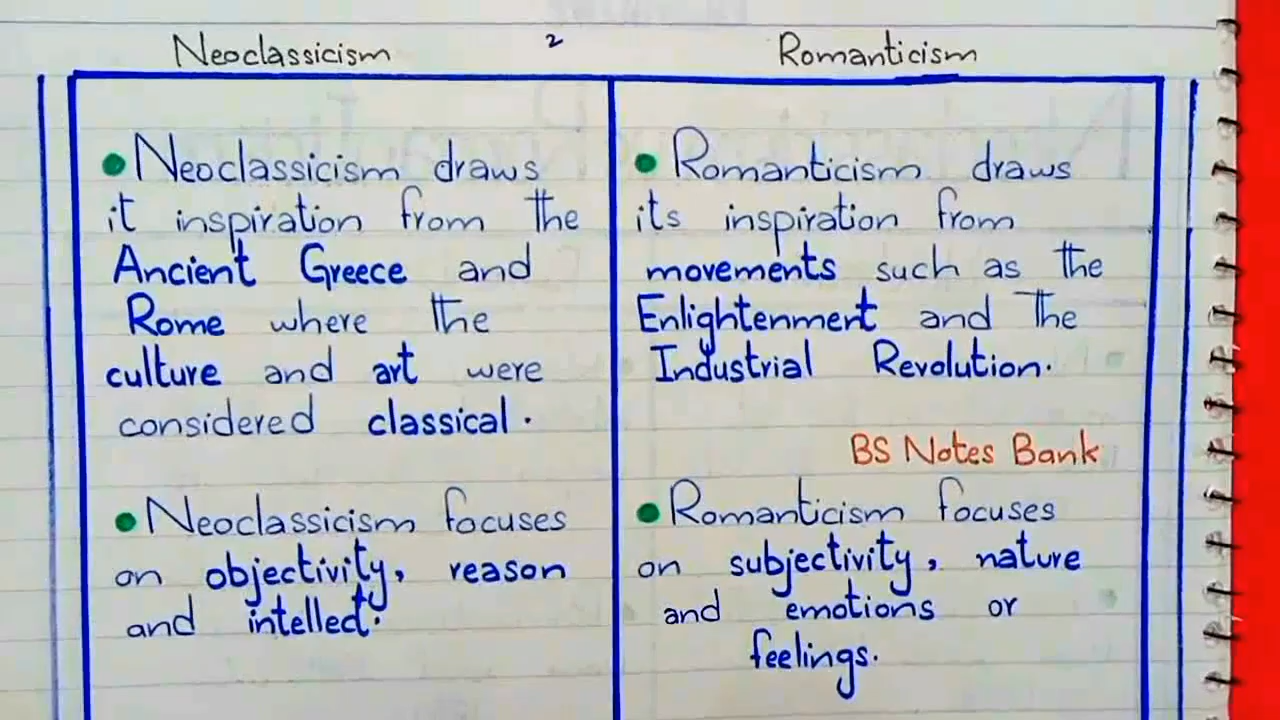 Neoclassicism
2
Romanticism
• Neoclassicism draws
it inspiration from the
Ancient Greece and
Rome where the
culture and art were
considered classical.
• Neoclassicism focuses
on objectivity, reason
and intellect.
• Romanticism draws
its inspiration from
movements such as the
Enlightenment and the
Industrial Revolution.
BS Notes Bank
• Romanticism focuses
on subjectivity, nature
and emotions or
feelings.